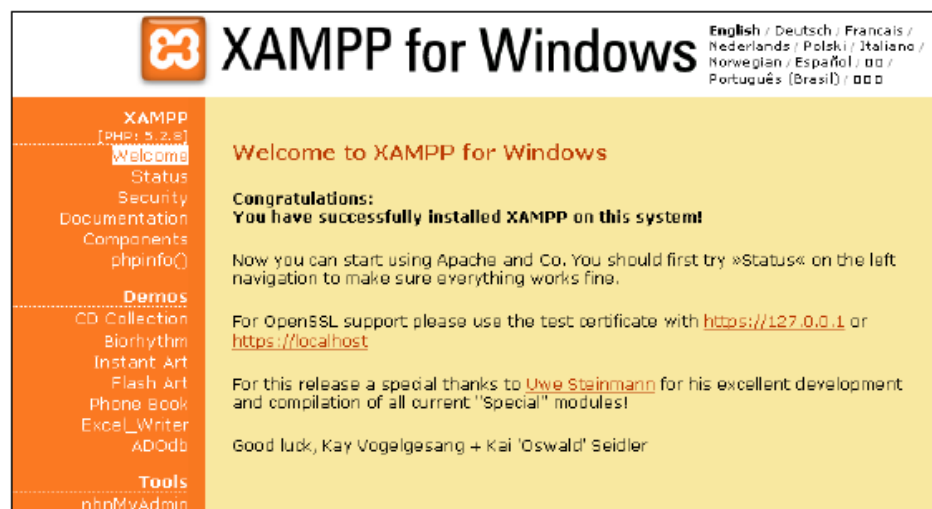 XAMPP for Windows
English / Deutsch / Francais /
Nederlands / Polski / Italiano /
Norwegian / Español / /
Português (Brasil) /
XAMPP
[PHP: 5.2.8]
Welcome
Status
Security
Documentation
Components
phpinfo()
Demos
CD Collection
Biorhythm
Instant Art
Flash Art
Phone Book
Excel_Writer
ADOdb
Tools
phpMyAdmin
Welcome to XAMPP for Windows
Congratulations:
You have successfully installed XAMPP on this system!
Now you can start using Apache and Co. You should first try »Status« on the left
navigation to make sure everything works fine.
For OpenSSL support please use the test certificate with https://127.0.0.1 or
https://localhost
For this release a special thanks to Uwe Steinmann for his excellent development
and compilation of all current "Special" modules!
Good luck, Kay Vogelgesang + Kai 'Oswald' Seidler